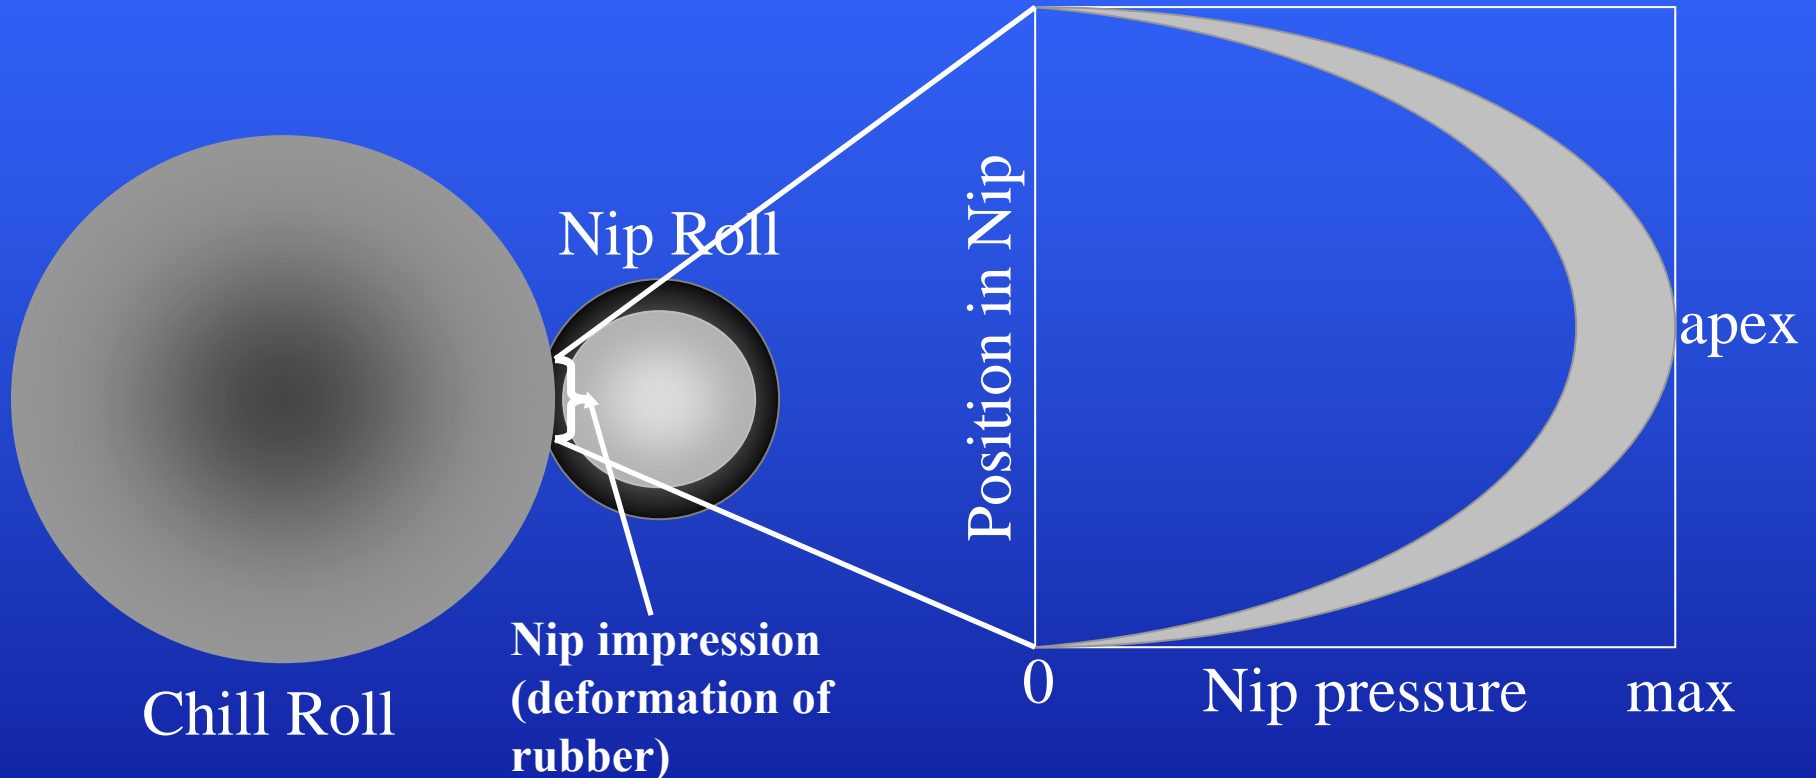 Nip Roll
Position in Nip
apex
Nip impression
(deformation of
rubber)
Chill Roll
0
Nip pressure
max